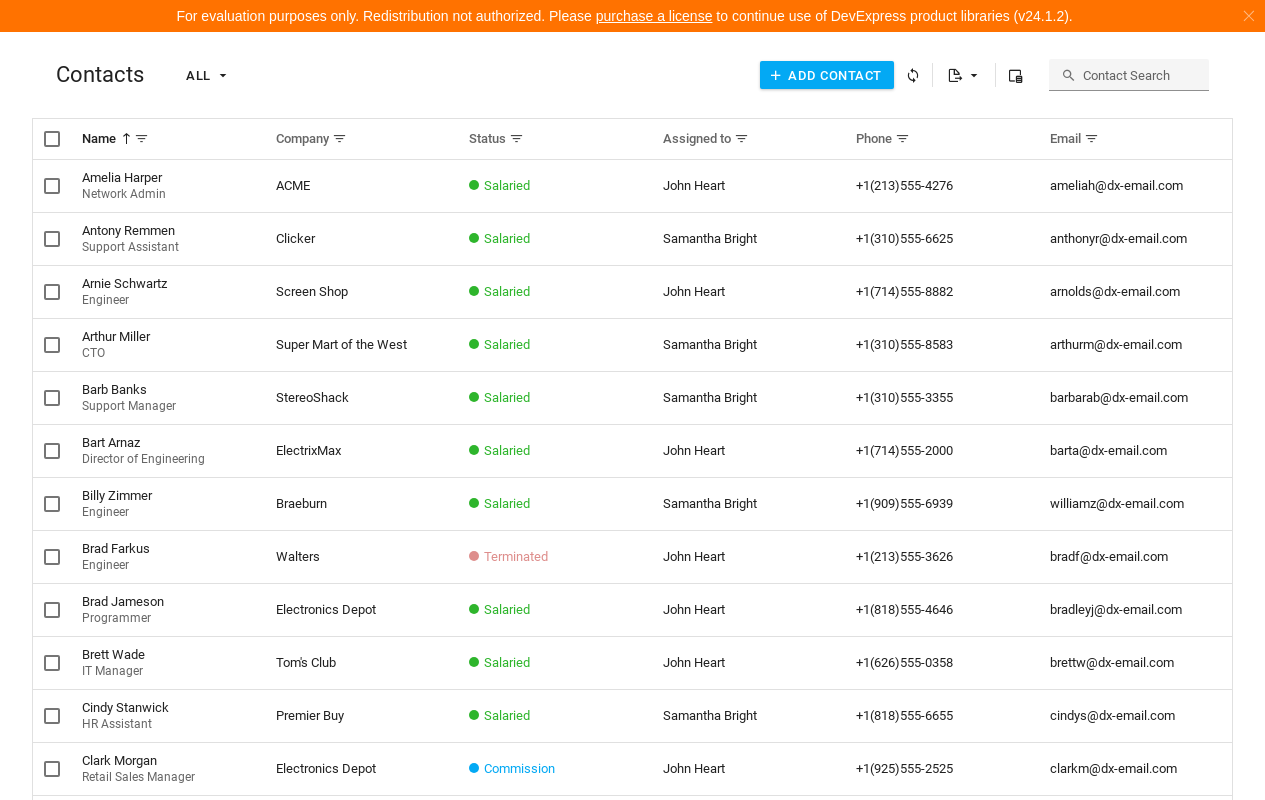 For evaluation purposes only. Redistribution not authorized. Please purchase a license to continue use of DevExpress product libraries (v24.1.2).
Contacts ALL ADD CONTACT Contact Search
Name Company Status Assigned to Phone Email
Amelia Harper
Network Admin
ACME Salaried John Heart +1(213)555-4276 ameliah@dx-email.com
Antony Remmen
Support Assistant
Clicker Salaried Samantha Bright +1(310)555-6625 anthonyr@dx-email.com
Arnie Schwartz
Engineer
Screen Shop Salaried John Heart +1(714)555-8882 arnolds@dx-email.com
Arthur Miller
CTO
Super Mart of the West Salaried Samantha Bright +1(310)555-8583 arthurm@dx-email.com
Barb Banks
Support Manager
StereoShack Salaried Samantha Bright +1(310)555-3355 barbarab@dx-email.com
Bart Arnaz
Director of Engineering
ElectrixMax Salaried John Heart +1(714)555-2000 barta@dx-email.com
Billy Zimmer
Engineer
Braeburn Salaried Samantha Bright +1(909)555-6939 williamz@dx-email.com
Brad Farkus
Engineer
Walters Terminated John Heart +1(213)555-3626 bradf@dx-email.com
Brad Jameson
Programmer
Electronics Depot Salaried John Heart +1(818)555-4646 bradleyj@dx-email.com
Brett Wade
IT Manager
Tom's Club Salaried John Heart +1(626)555-0358 brettw@dx-email.com
Cindy Stanwick
HR Assistant
Premier Buy Salaried Samantha Bright +1(818)555-6655 cindys@dx-email.com
Clark Morgan
Retail Sales Manager
Electronics Depot Commission John Heart +1(925)555-2525 clarkm@dx-email.com